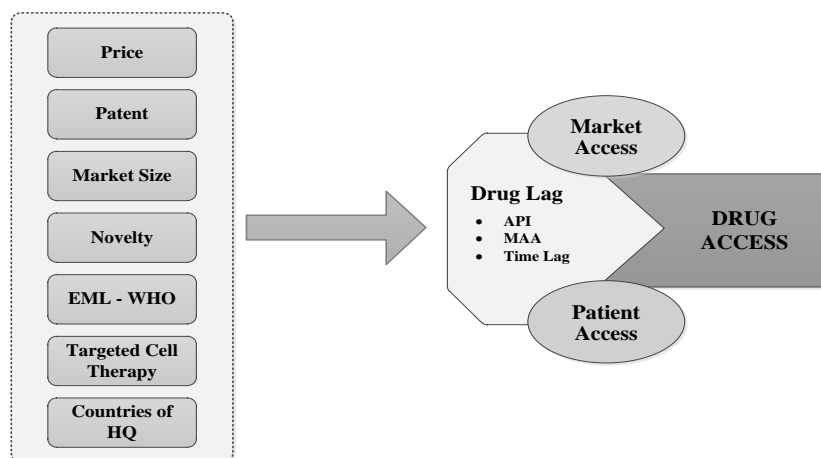 Price
Patent
Market Size
Novelty
EML - WHO
Targeted Cell
Therapy
Countries of
HQ
Market
Access
Drug Lag
• API
• MAA
• Time Lag
Patient
Access
DRUG
ACCESS